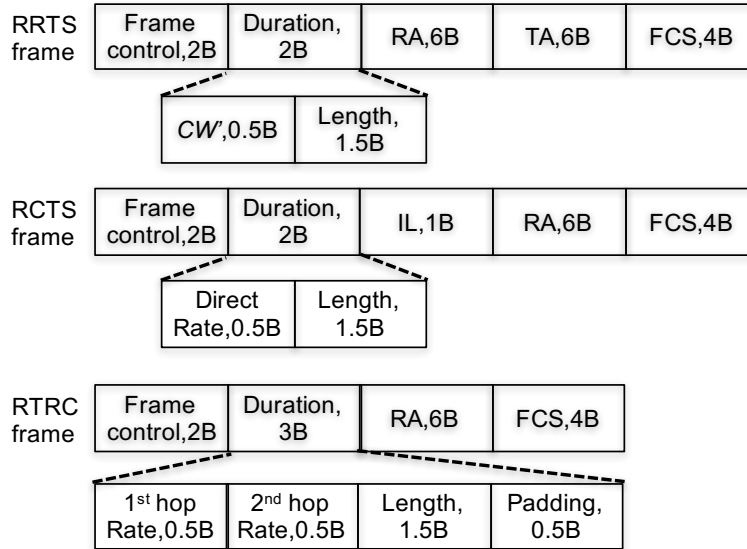 RRTS
frame
Frame
control,2B
Duration,
2B
RA,6B
TA,6B
FCS,4B
CW',0.5B
Length,
1.5B
RCTS
frame
Frame
control,2B
Duration,
2B
IL,1B
RA,6B
FCS,4B
Direct
Rate,0.5B
Length,
1.5B
RTRC
frame
Frame
control,2B
Duration,
3B
RA,6B
FCS,4B
1st hop
Rate,0.5B
2nd hop
Rate,0.5B
Length,
1.5B
Padding,
0.5B